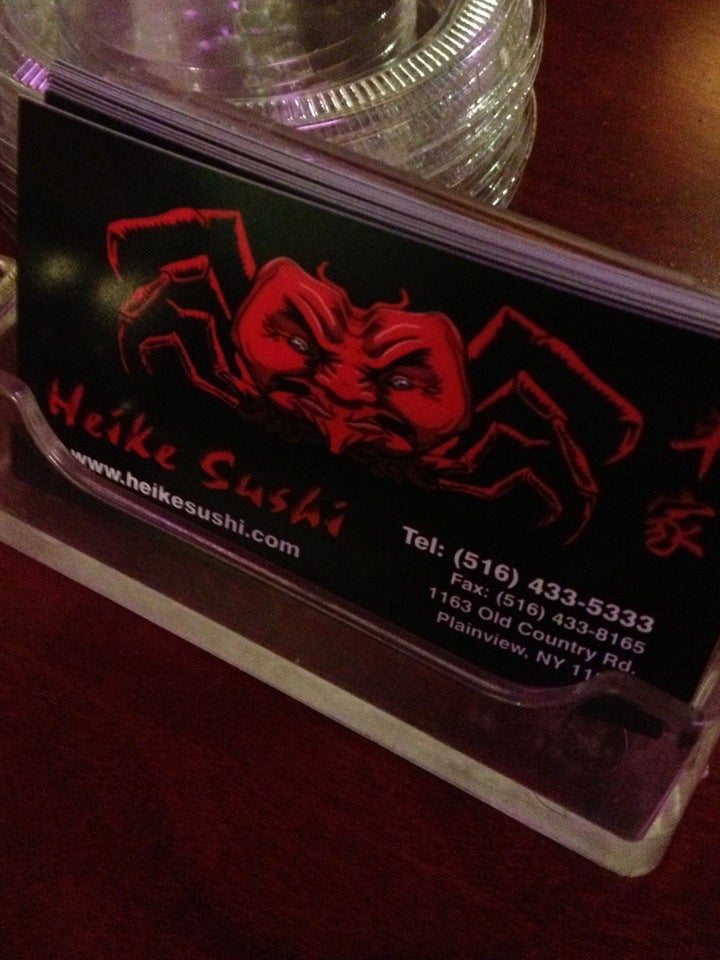 Heike Sushi
www.heikesushi.com
家
Tel: (516) 433-5333
Fax: (516) 433-8165
1163 Old Country Rd.
Plainview, NY